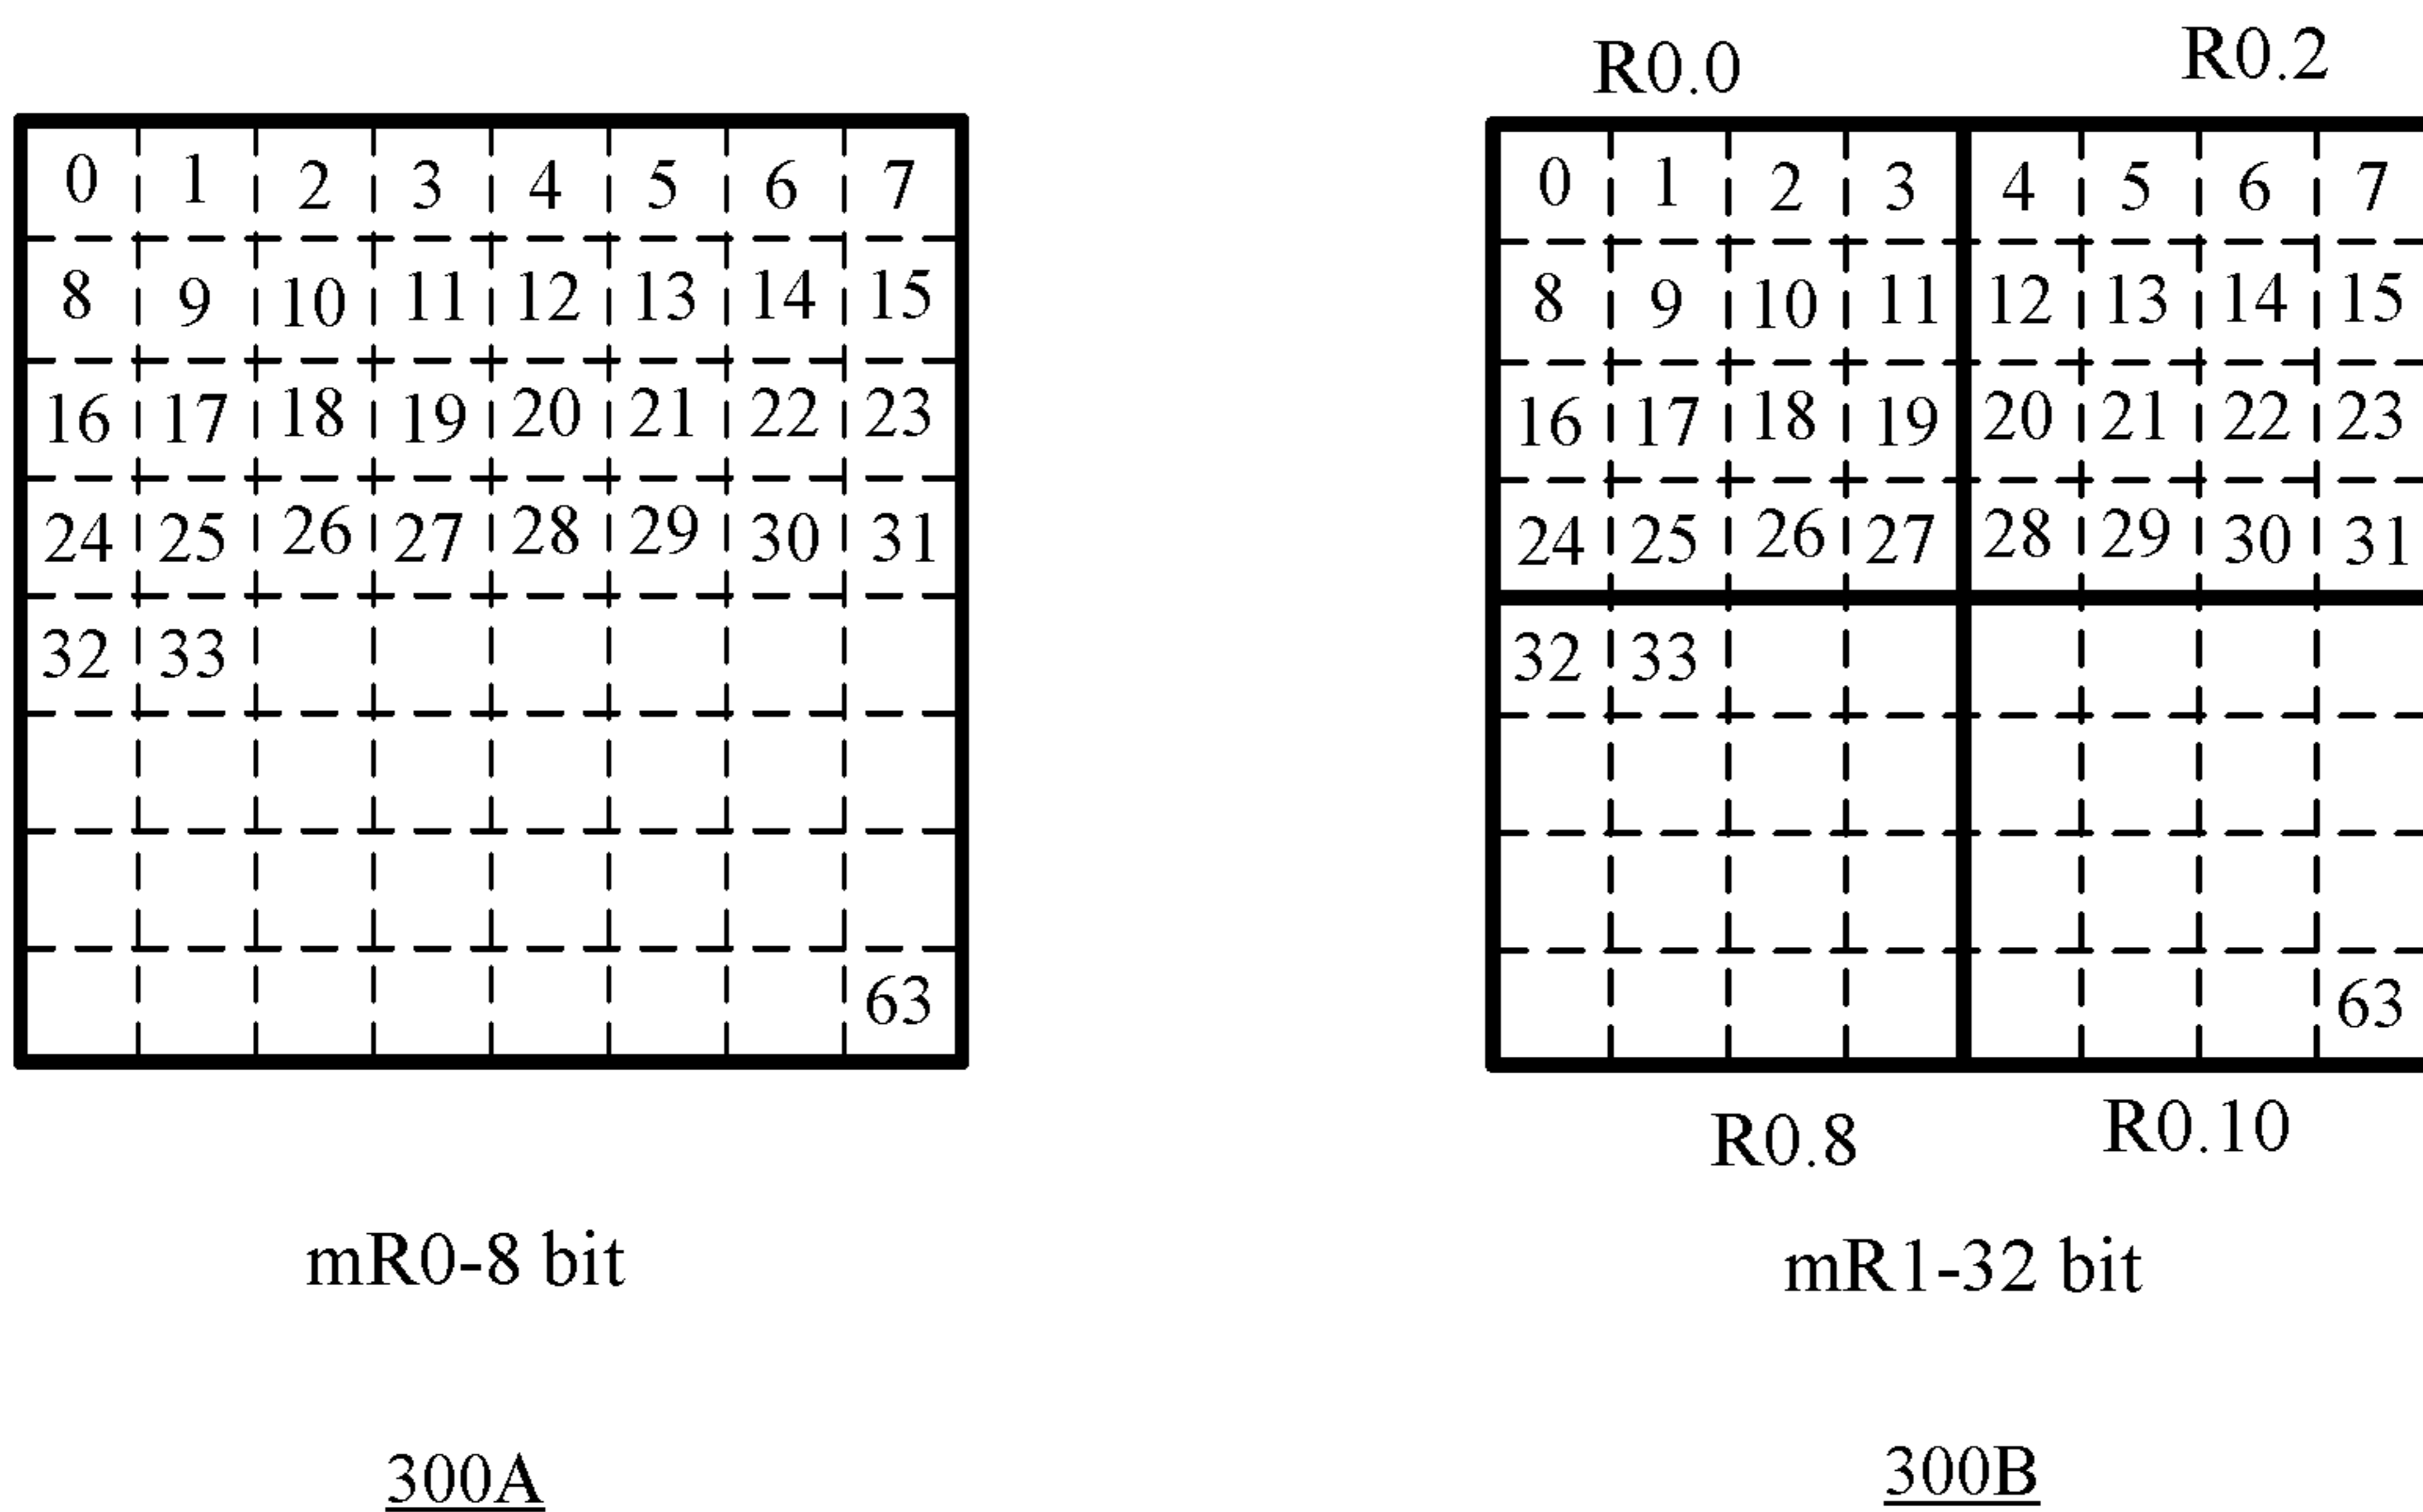 R0.0 R0.2
0 1 2 3 4 5 6 7 0 1 2 3 4 5 6 7
8 9 10 11 12 13 14 15 8 9 10 11 12 13 14 15
16 17 18 19 20 21 22 23 16 17 18 19 20 21 22 23
24 25 26 27 28 29 30 31 24 25 26 27 28 29 30 31
32 33 32 33
63 63
R0.8 R0.10
mR0-8 bit mR1-32 bit
300A 300B